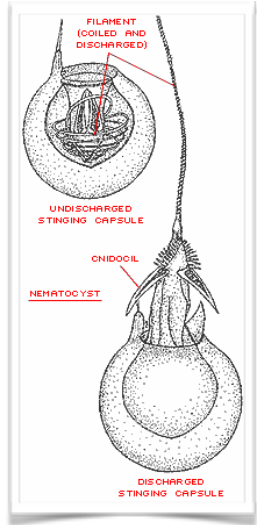 FILAMENT
(COILED AND
DISCHARGED)
UNDISCHARGED
STINGING CAPSULE
CNIDOCIL
NEMATOCYST
DISCHARGED
STINGING CAPSULE